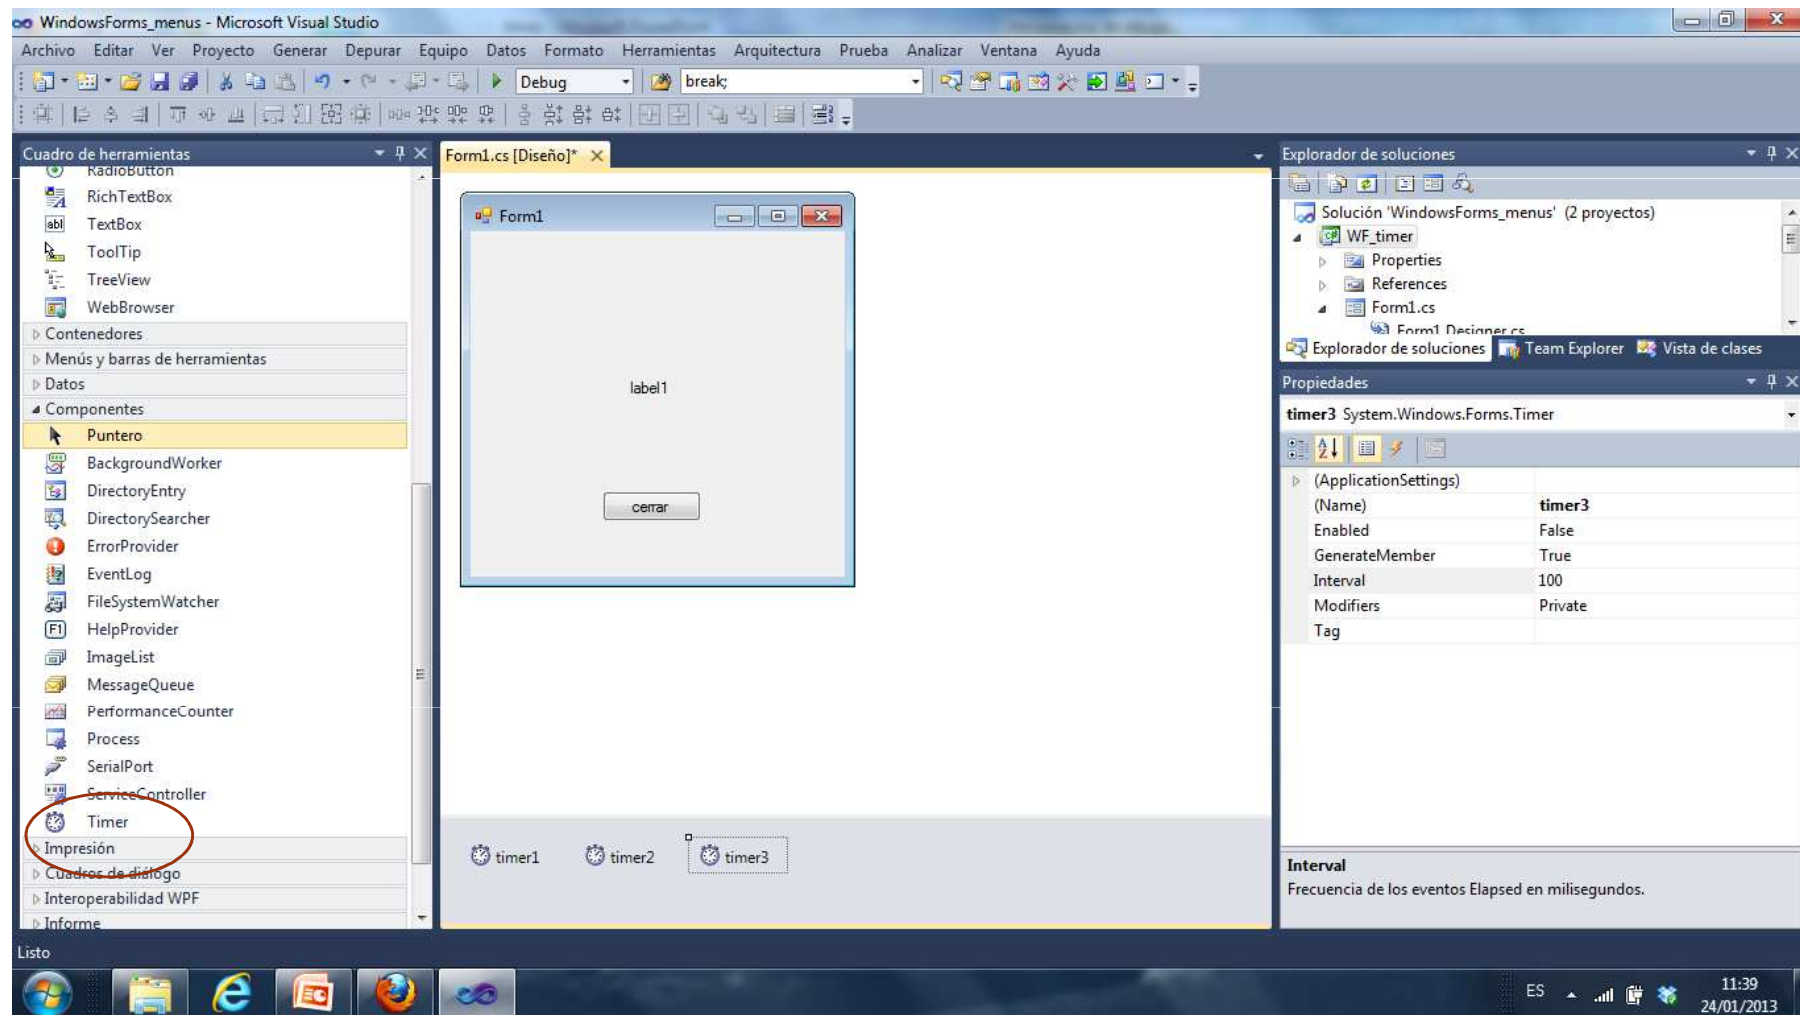 WindowsForms_menus - Microsoft Visual Studio
Archivo Editar Ver Proyecto Generar Depurar Equipo Datos Formato Herramientas Arquitectura Prueba Analizar Ventana Ayuda
Debug
break;
Cuadro de herramientas
RadioButton
RichTextBox
abl TextBox
ToolTip
TreeView
WebBrowser
Contenedores
Menús y barras de herramientas
Datos
Componentes
Puntero
BackgroundWorker
DirectoryEntry
DirectorySearcher
ErrorProvider
EventLog
FileSystemWatcher
F1 HelpProvider
ImageList
MessageQueue
PerformanceCounter
Process
SerialPort
ServiceController
Timer
Impresión
Cuadros de diálogo
Interoperabilidad WPF
Informe
Form1.cs [Diseño]*
Form1
label1
cerrar
timer1 timer2 timer3
Explorador de soluciones
Solución 'WindowsForms_menus' (2 proyectos)
WF_timer
Properties
References
Form1.cs
Form1.Designer.cs
Explorador de soluciones Team Explorer Vista de clases
Propiedades
timer3 System.Windows.Forms.Timer
(ApplicationSettings)
(Name) timer3
Enabled False
GenerateMember True
Interval 100
Modifiers Private
Tag
Interval
Frecuencia de los eventos Elapsed en milisegundos.
Listo
ES
11:39
24/01/2013